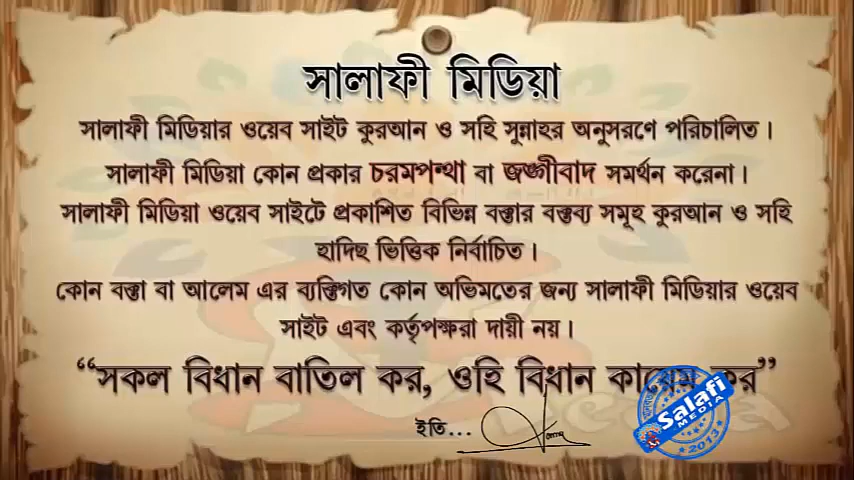 সালাফী মিডিয়া
সালাফী মিডিয়ার ওয়েব সাইট কুরআন ও সহি সুন্নাহর অনুসরণে পরিচালিত।
সালাফী মিডিয়া কোন প্রকার চরমপন্থা বা জঙ্গীবাদ সমর্থন করেনা।
সালাফী মিডিয়া ওয়েব সাইটে প্রকাশিত বিভিন্ন বক্তার বক্তব্য সমূহ কুরআন ও সহি
হাদিছ ভিত্তিক নির্বাচিত।
কোন বক্তা বা আলেম এর ব্যক্তিগত কোন অভিমতের জন্য সালাফী মিডিয়ার ওয়েব
সাইট এবং কর্তৃপক্ষরা দায়ী নয়।
“সকল বিধান বাতিল কর, ওহি বিধান কায়েম কর”
ইতি...
Salafi
MEDIA
2013